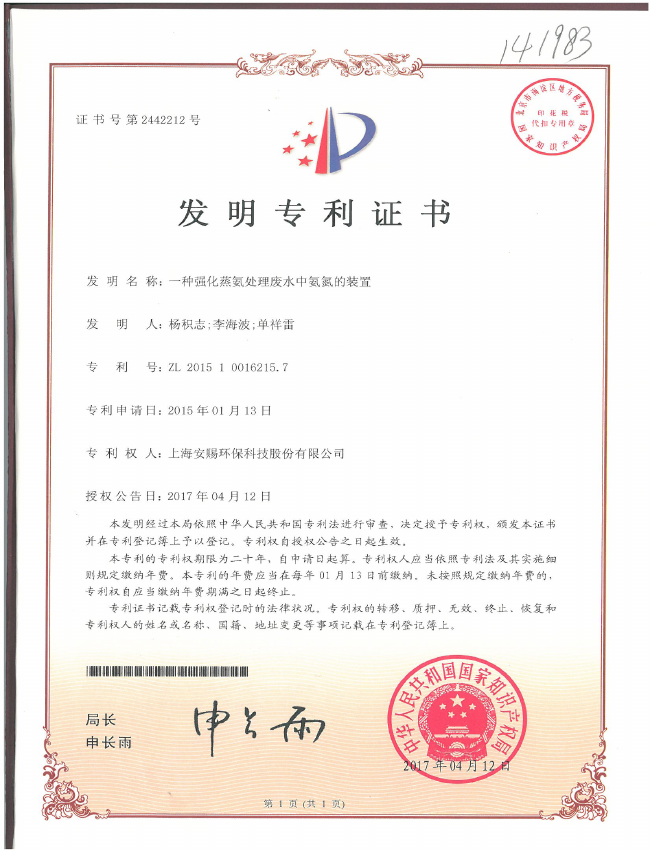 141983
北京市海淀区地方税务局
印花税
代扣专用章
国家知识产权局
证书号第2442212号
发明专利证书
发明名称：一种强化蒸氨处理废水中氨氮的装置
发明人：杨积志;李海波;单祥雷
专利号：ZL 2015 1 0016215.7
专利申请日：2015年01月13日
专利权人：上海安赐环保科技股份有限公司
授权公告日：2017年04月12日
本发明经过本局依照中华人民共和国专利法进行审查，决定授予专利权，颁发本证书
并在专利登记簿上予以登记。专利权自授权公告之日起生效。
本专利的专利权期限为二十年，自申请日起算。专利权人应当依照专利法及其实施细
则规定缴纳年费。本专利的年费应当在每年01月13日前缴纳。未按照规定缴纳年费的，
专利权自应当缴纳年费期满之日起终止。
专利证书记载专利权登记时的法律状况。专利权的转移、质押、无效、终止、恢复和
专利权人的姓名或名称、国籍、地址变更等事项记载在专利登记簿上。
局长
申长雨
申长雨
中华人民共和国国家知识产权局
2017年04月12日
第1页(共1页)